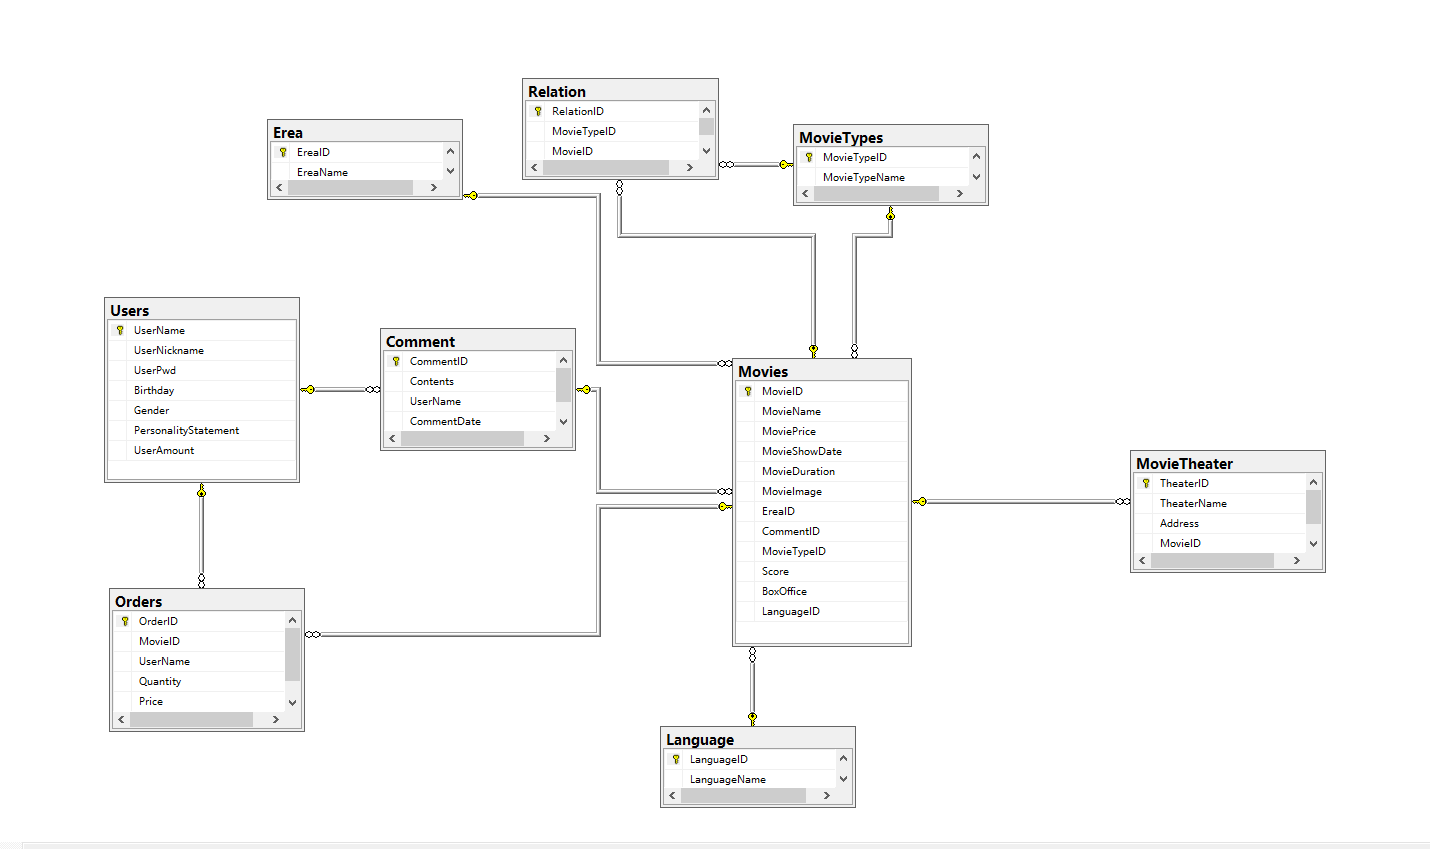 Relation
RelationID
MovieTypeID
MovieID
Erea
EreaID
EreaName
MovieTypes
MovieTypeID
MovieTypeName
Users
UserName
UserNickname
UserPwd
Birthday
Gender
PersonalityStatement
UserAmount
Comment
CommentID
Contents
UserName
CommentDate
Movies
MovieID
MovieName
MoviePrice
MovieShowDate
MovieDuration
MovieImage
EreaID
CommentID
MovieTypeID
Score
BoxOffice
LanguageID
MovieTheater
TheaterID
TheaterName
Address
MovieID
Orders
OrderID
MovieID
UserName
Quantity
Price
Language
LanguageID
LanguageName